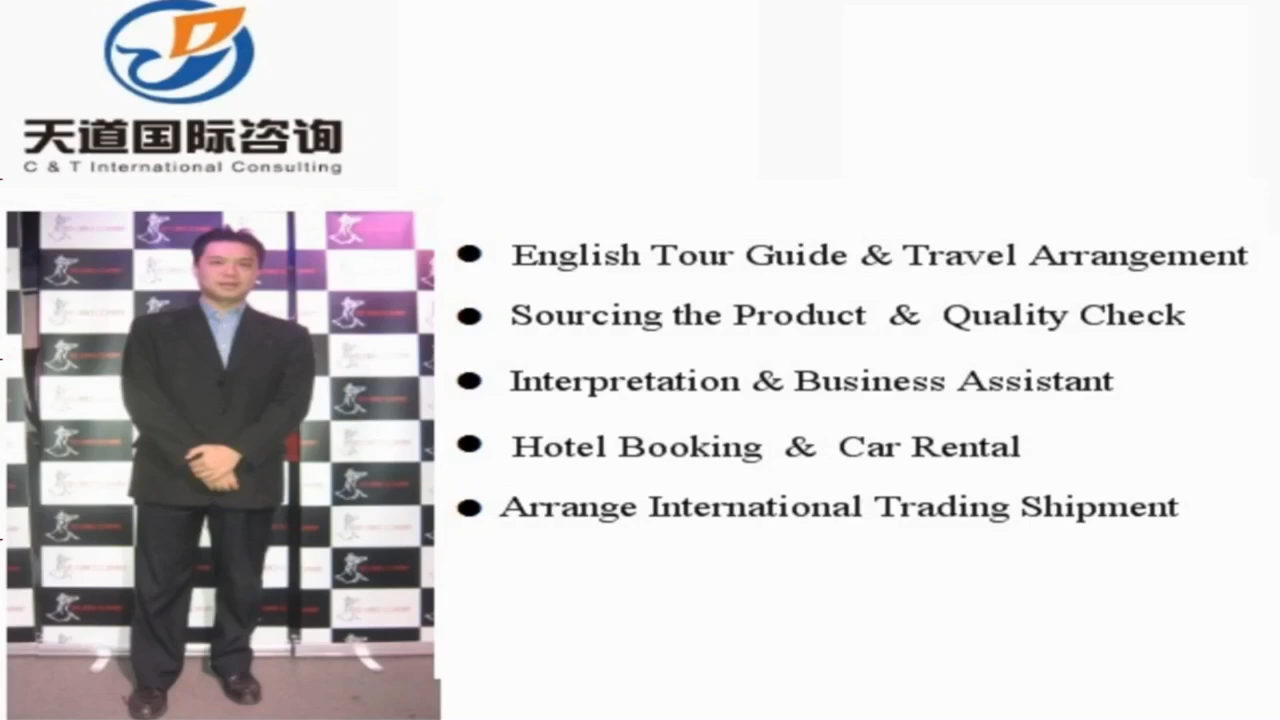 天道国际咨询
C & T International Consulting
English Tour Guide & Travel Arrangement
Sourcing the Product & Quality Check
Interpretation & Business Assistant
Hotel Booking & Car Rental
Arrange International Trading Shipment